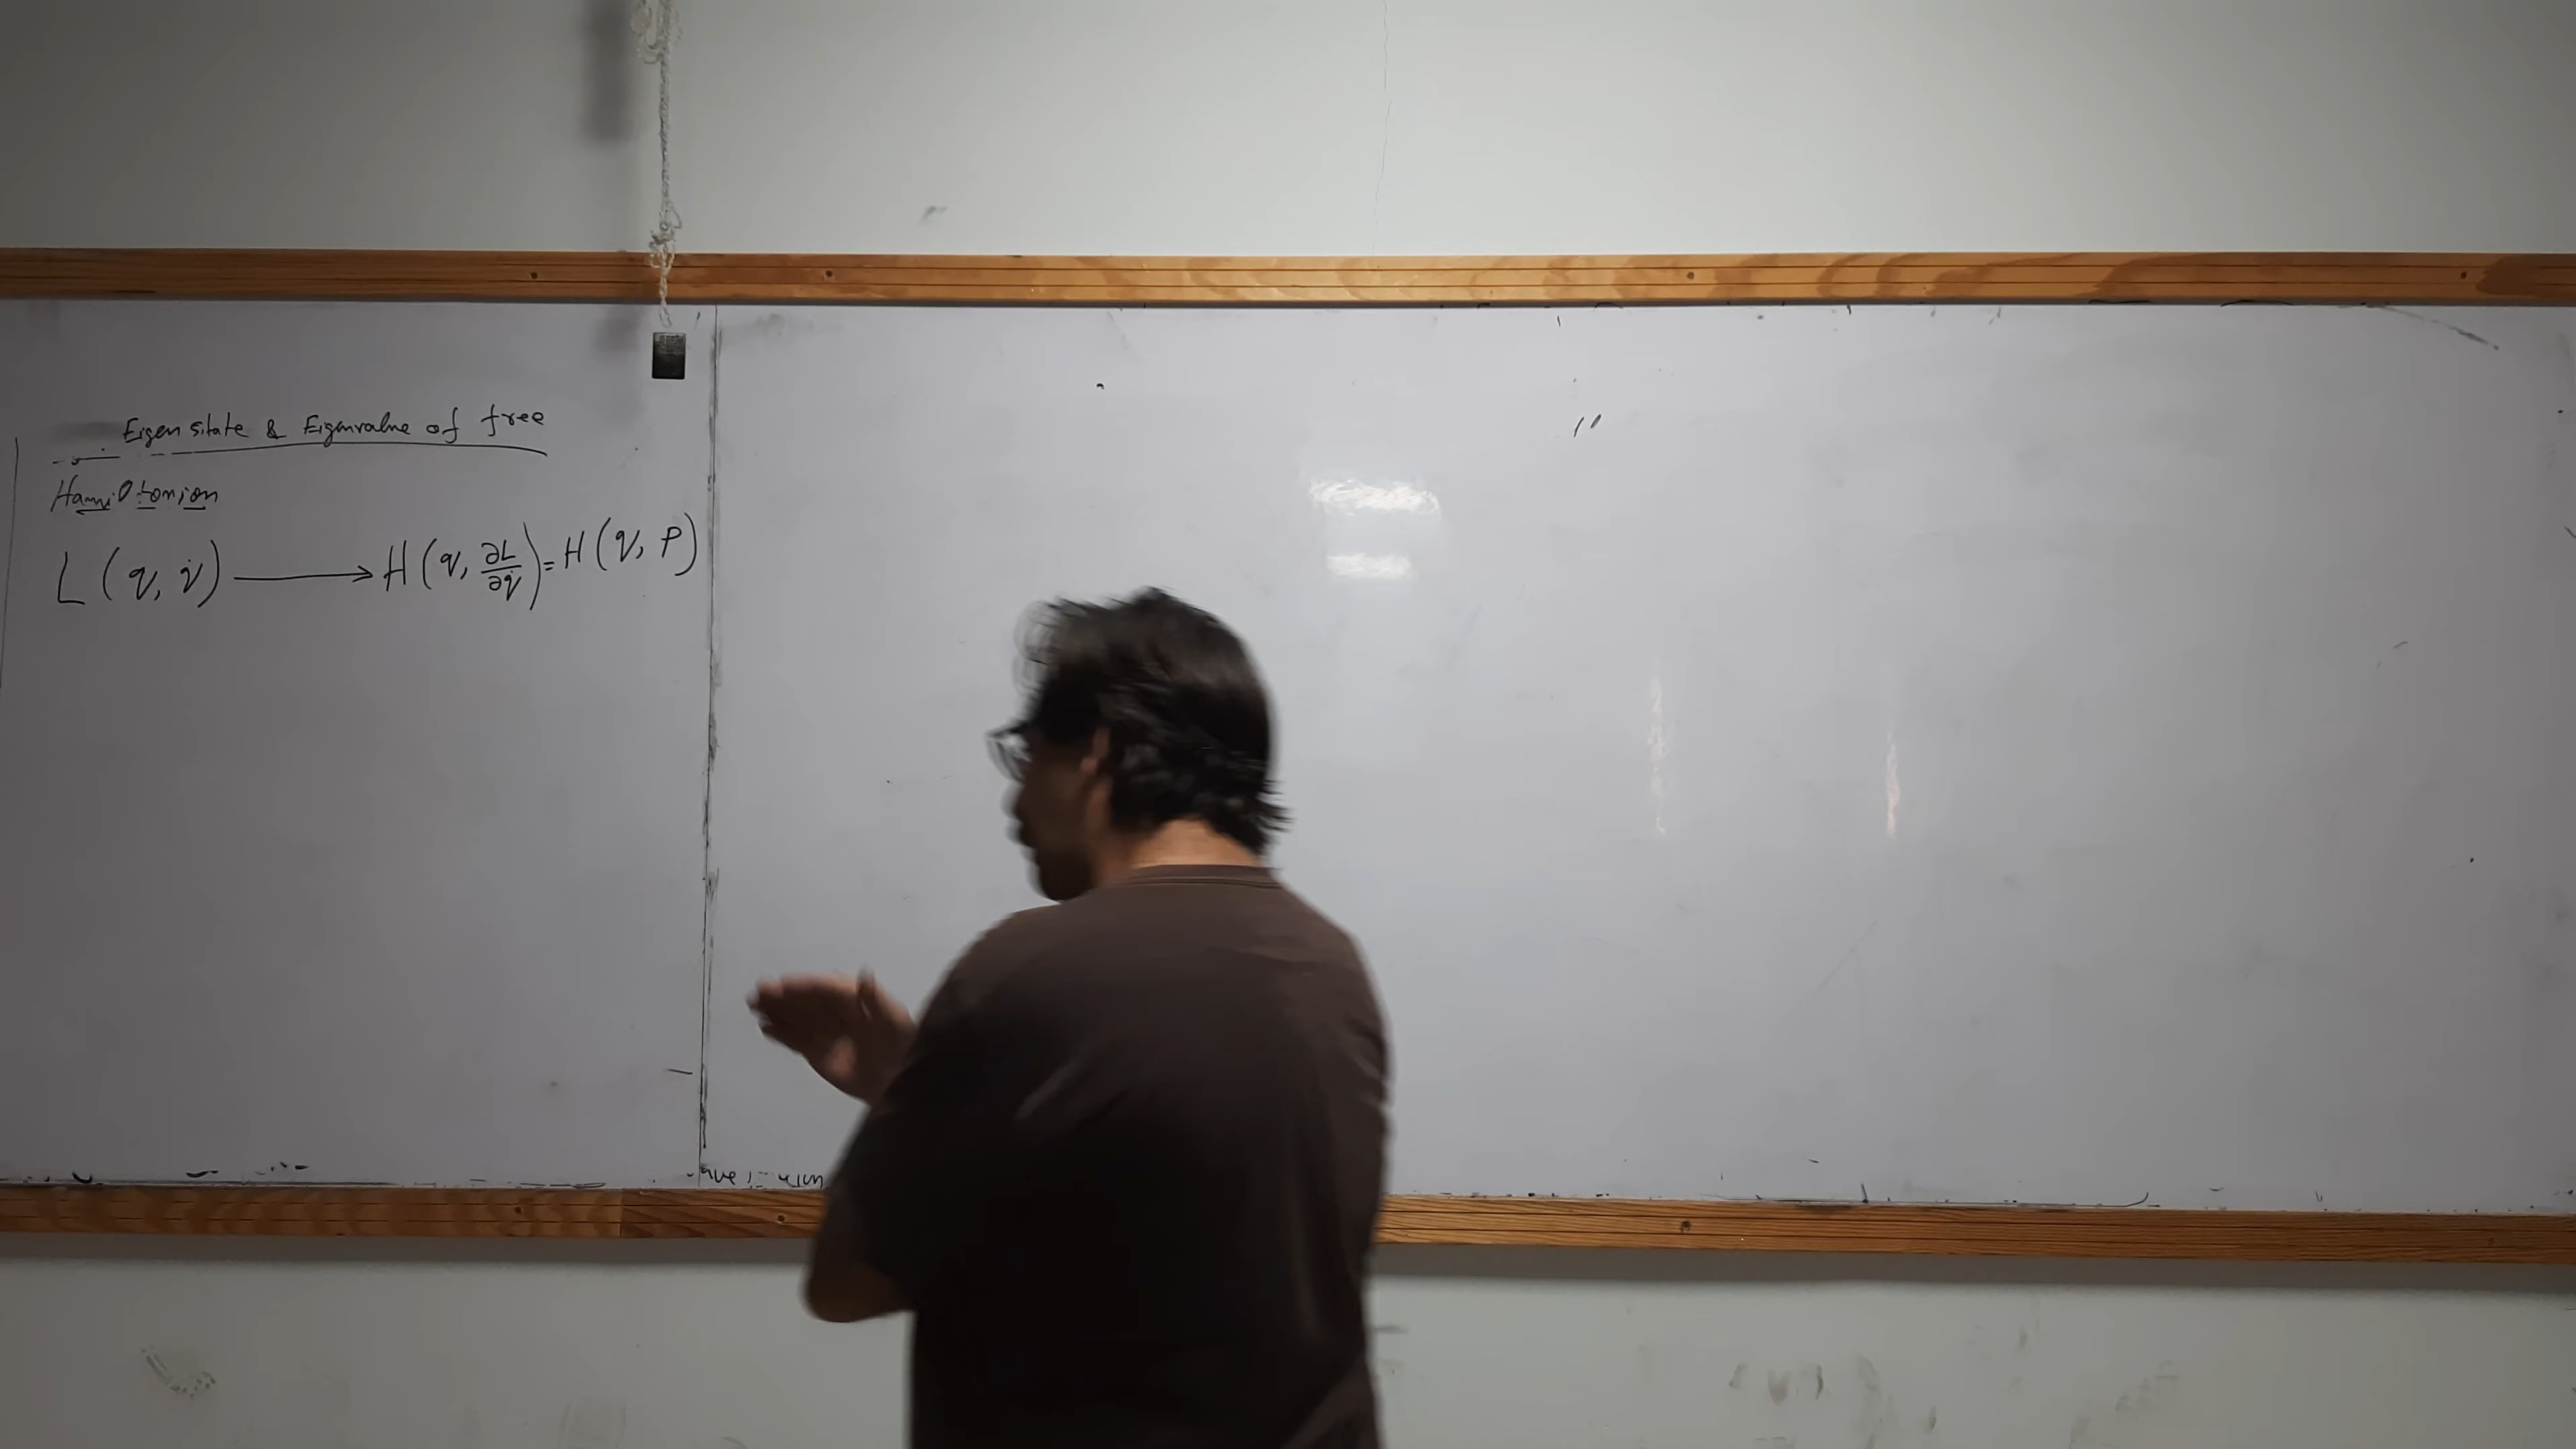 Eigen state & Eigenvalue of free
Hamiltonian
L (q, q̇) ⟶ H (q, ∂L/∂q̇) = H (q, P)